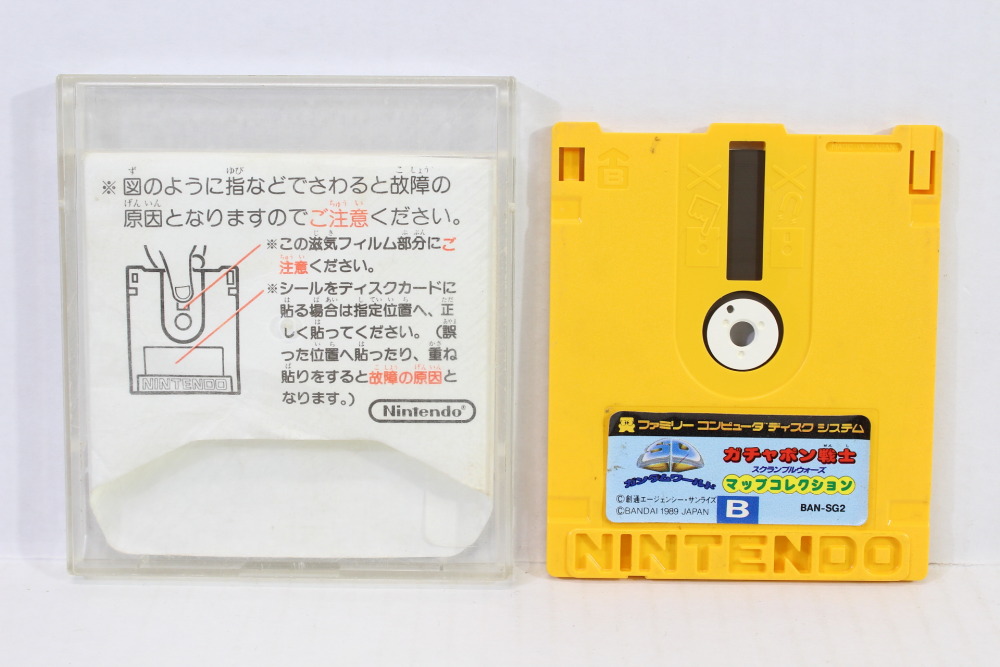 ※図のように指などでさわると故障の
原因となりますのでご注意ください。
※この滋気フィルム部分にご
注意ください。
※シールをディスクカードに
貼る場合は指定位置へ、正
しく貼ってください。(誤
った位置へ貼ったり、重ね
貼りをすると故障の原因と
なります。)
Nintendo®
NINTENDO
ファミリー コンピュータ ディスク システム
ガチャポン戦士
スクランブルウォーズ
ガンダムワールド
マップコレクション
©創通エージェンシー・サンライズ
©BANDAI 1989 JAPAN
B
BAN-SG2
NINTENDO